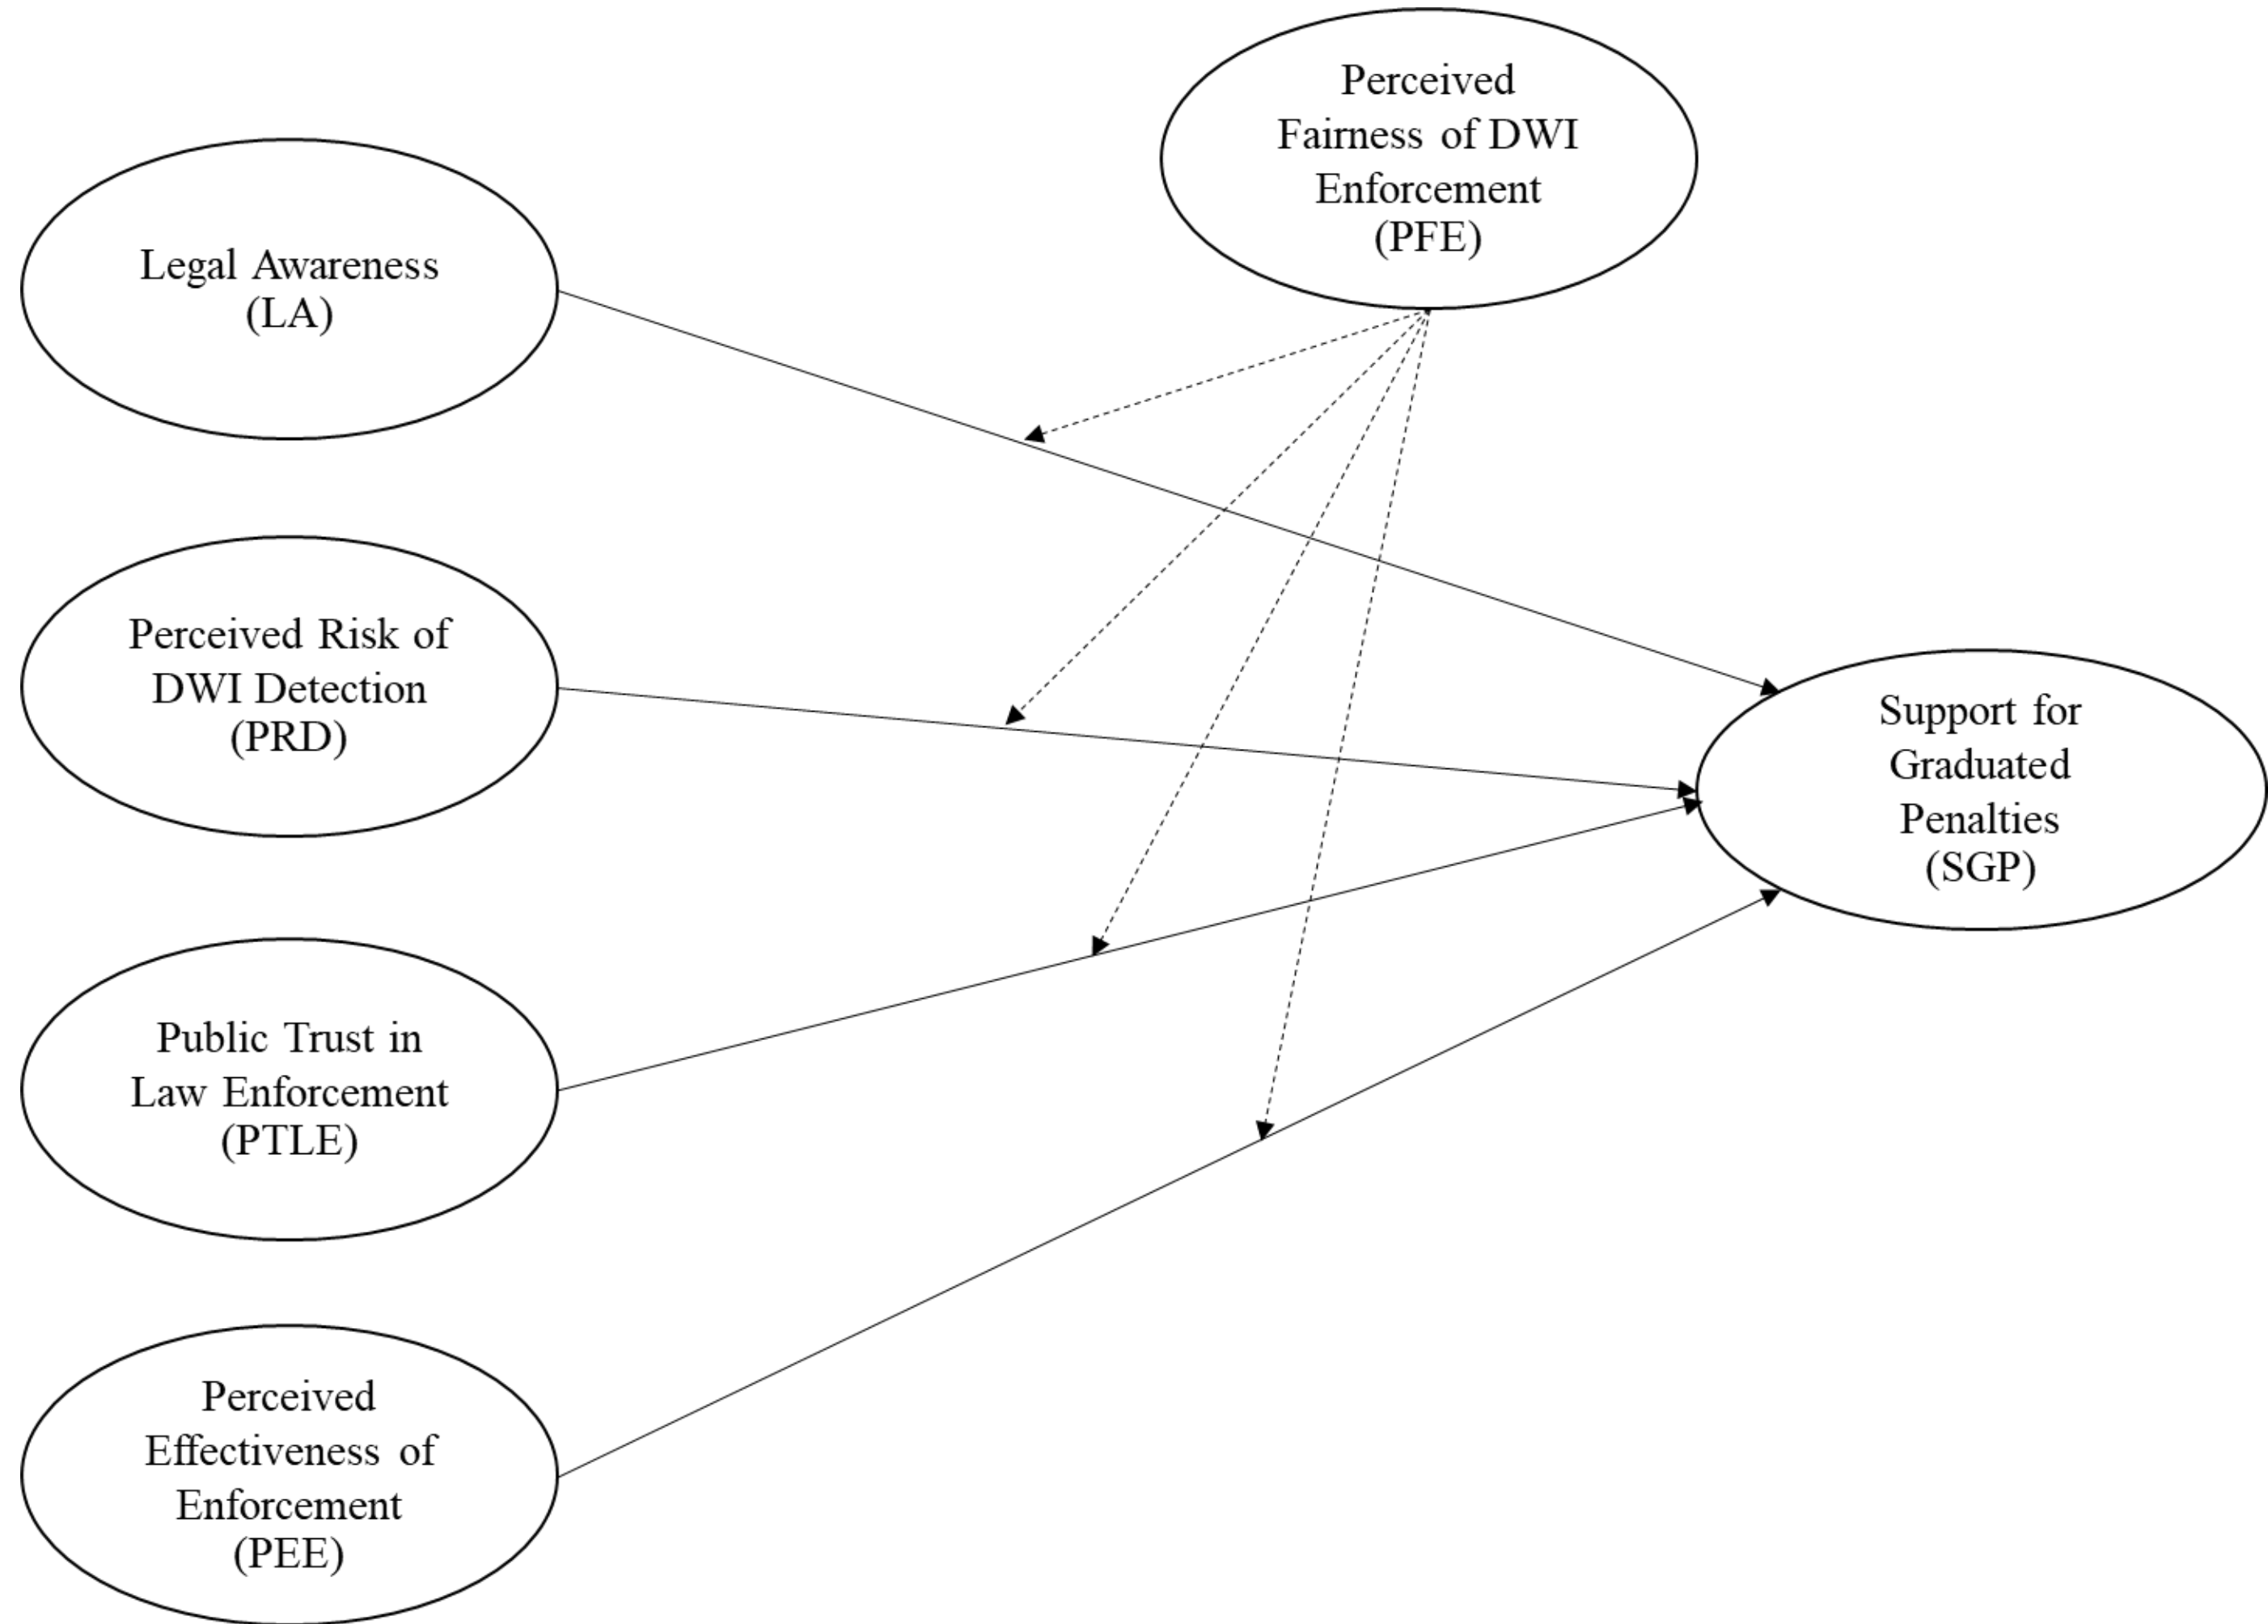 Perceived
Fairness of DWI
Enforcement
(PFE)
Legal Awareness
(LA)
Perceived Risk of
DWI Detection
(PRD)
Support for
Graduated
Penalties
(SGP)
Public Trust in
Law Enforcement
(PTLE)
Perceived
Effectiveness of
Enforcement
(PEE)